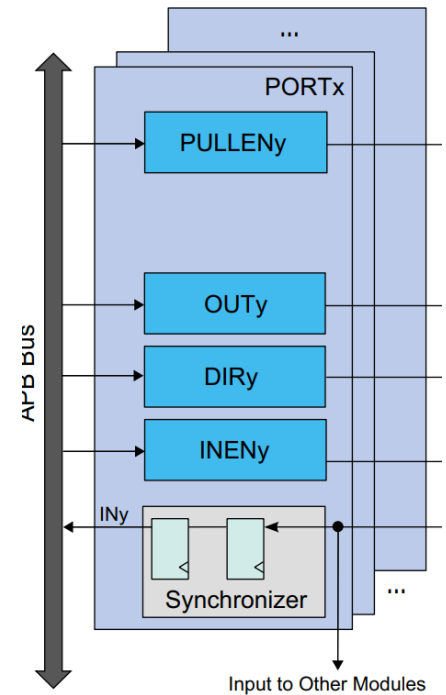 ...
PORTx
PULLENy
OUTy
DIRy
APB Bus
INENy
INy
Synchronizer
...
Input to Other Modules